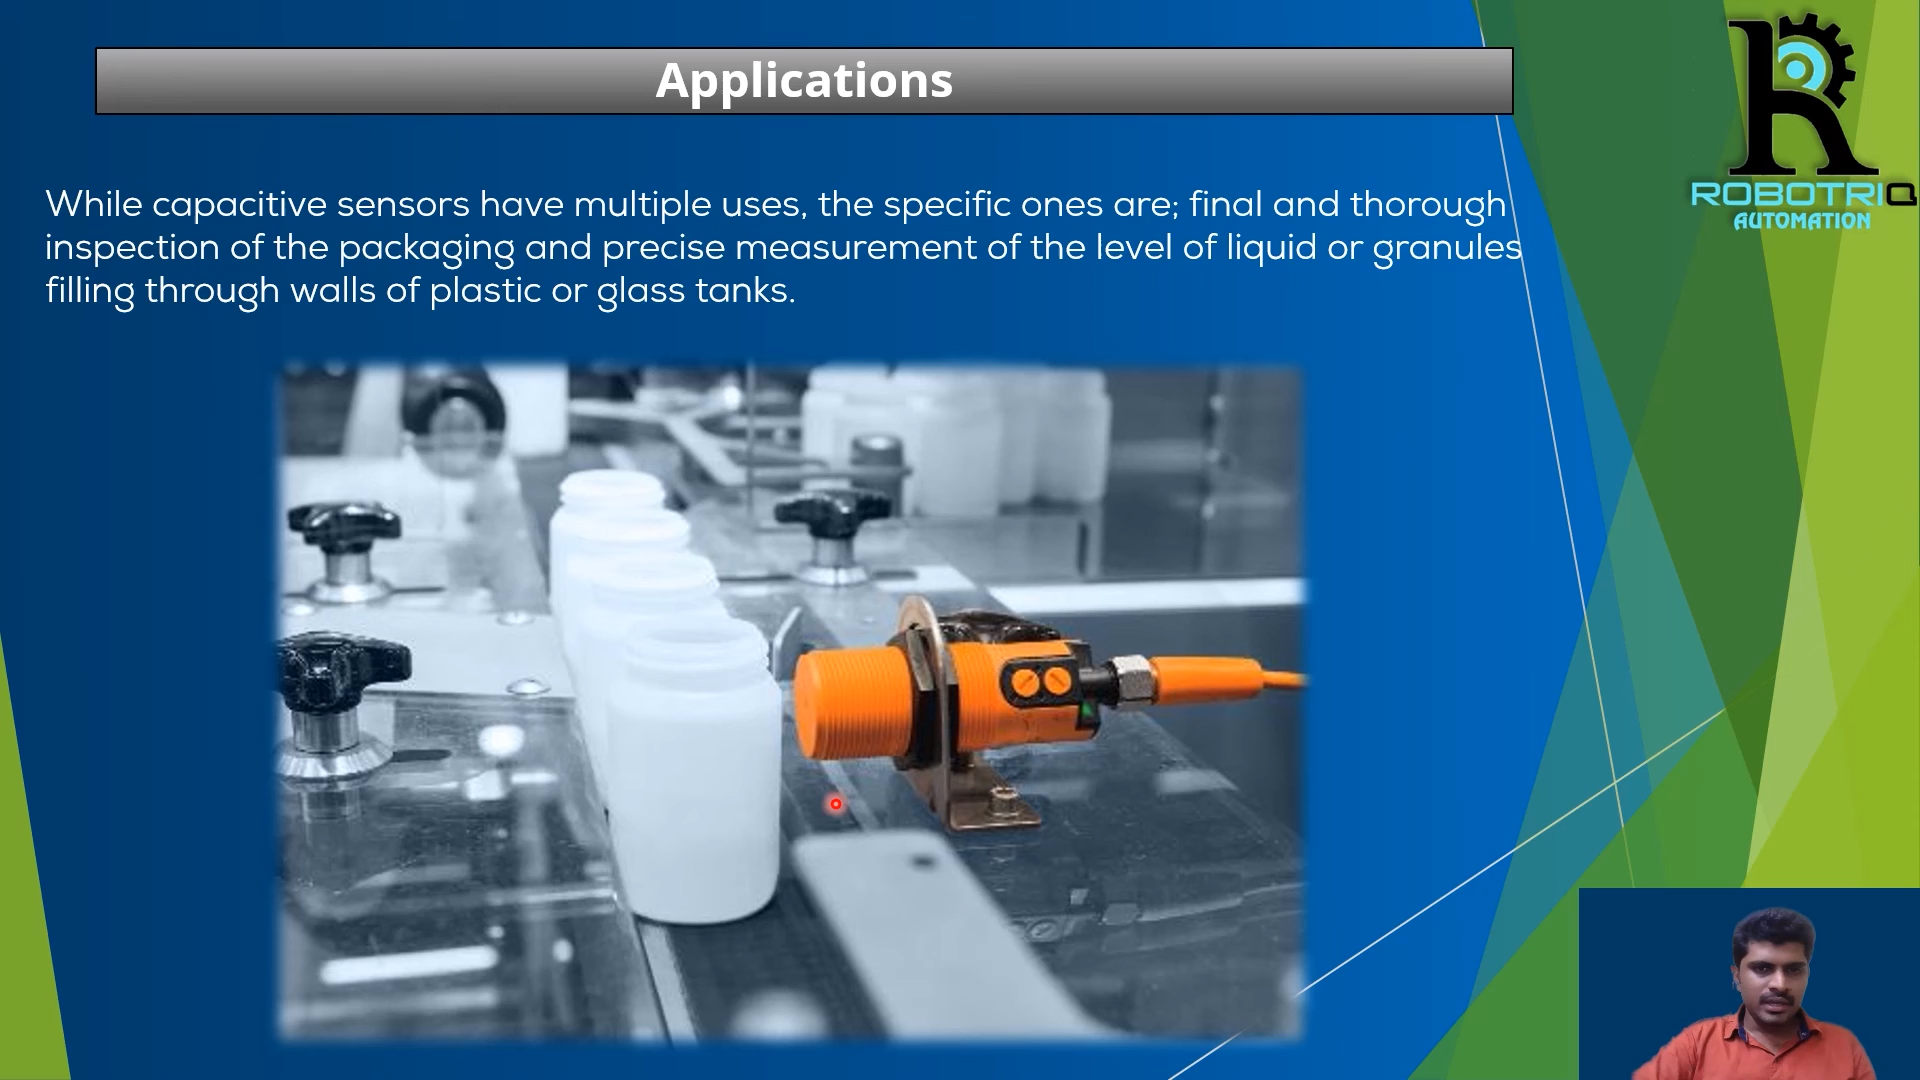 Applications
While capacitive sensors have multiple uses, the specific ones are; final and thorough
inspection of the packaging and precise measurement of the level of liquid or granules
filling through walls of plastic or glass tanks.
ROBOTRIQ
AUTOMATION